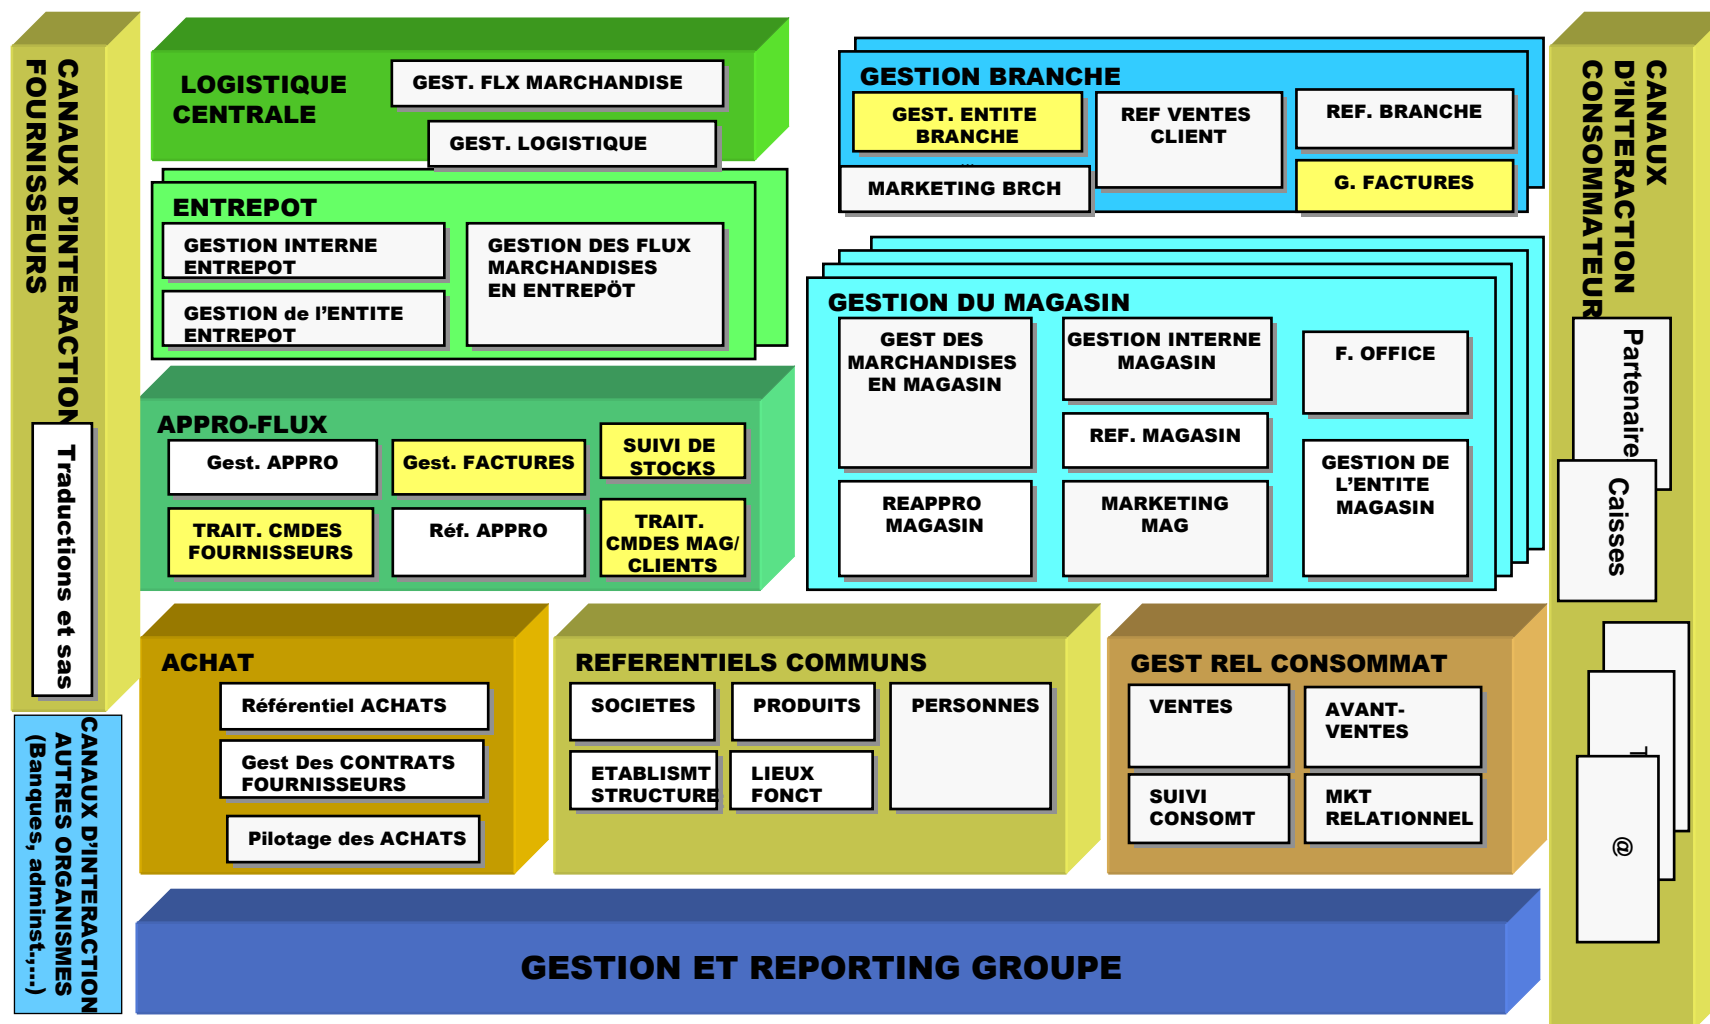 CANAUX D'INTERACTION
FOURNISSEURS
Traductions et sas
CANAUX D'INTERACTION
AUTRES ORGANISMES
(Banques, adminst.,...)
LOGISTIQUE
CENTRALE
GEST. FLX MARCHANDISE
GEST. LOGISTIQUE
ENTREPOT
GESTION INTERNE
ENTREPOT
GESTION de l'ENTITE
ENTREPOT
GESTION DES FLUX
MARCHANDISES
EN ENTREPÖT
APPRO-FLUX
Gest. APPRO
Gest. FACTURES
SUIVI DE
STOCKS
TRAIT. CMDES
FOURNISSEURS
Réf. APPRO
TRAIT.
CMDES MAG/
CLIENTS
GESTION BRANCHE
GEST. ENTITE
BRANCHE
...
MARKETING BRCH
REF VENTES
CLIENT
REF. BRANCHE
G. FACTURES
GESTION DU MAGASIN
GEST DES
MARCHANDISES
EN MAGASIN
GESTION INTERNE
MAGASIN
F. OFFICE
REF. MAGASIN
REAPPRO
MAGASIN
MARKETING
MAG
GESTION DE
L'ENTITE
MAGASIN
ACHAT
Référentiel ACHATS
Gest Des CONTRATS
FOURNISSEURS
Pilotage des ACHATS
REFERENTIELS COMMUNS
SOCIETES
PRODUITS
PERSONNES
ETABLISMT
STRUCTURE
LIEUX
FONCT
GEST REL CONSOMMAT
VENTES
AVANT-
VENTES
SUIVI
CONSOMT
MKT
RELATIONNEL
GESTION ET REPORTING GROUPE
CANAUX
D'INTERACTION
CONSOMMATEUR
Partenaire
Caisses
@